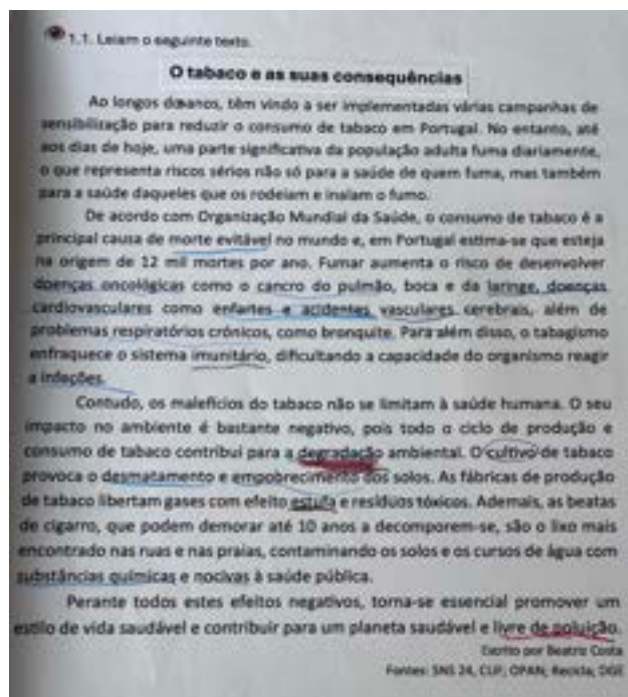 1.1. Leiam o seguinte texto.
O tabaco e as suas consequências
Ao longos dosanos, têm vindo a ser implementadas várias campanhas de
sensibilização para reduzir o consumo de tabaco em Portugal. No entanto, até
aos dias de hoje, uma parte significativa da população adulta fuma diariamente,
o que representa riscos sérios não só para a saúde de quem fuma, mas também
para a saúde daqueles que os rodeiam e inalam o fumo.
De acordo com Organização Mundial da Saúde, o consumo de tabaco é a
principal causa de morte evitável no mundo e, em Portugal estima-se que esteja
na origem de 12 mil mortes por ano. Fumar aumenta o risco de desenvolver
doenças oncológicas como o cancro do pulmão, boca e da laringe, doenças
cardiovasculares como enfartes e acidentes vasculares cerebrais, além de
problemas respiratórios crónicos, como bronquite. Para além disso, o tabagismo
enfraquece o sistema imunitário, dificultando a capacidade do organismo reagir
a infeções.
Contudo, os malefícios do tabaco não se limitam à saúde humana. O seu
impacto no ambiente é bastante negativo, pois todo o ciclo de produção e
consumo de tabaco contribui para a degradação ambiental. O cultivo de tabaco
provoca o desmatamento e empobrecimento dos solos. As fábricas de produção
de tabaco libertam gases com efeito estufa e resíduos tóxicos. Ademais, as beatas
de cigarro, que podem demorar até 10 anos a decomporem-se, são o lixo mais
encontrado nas ruas e nas praias, contaminando os solos e os cursos de água com
substâncias químicas e nocivas à saúde pública.
Perante todos estes efeitos negativos, torna-se essencial promover um
estilo de vida saudável e contribuir para um planeta saudável e livre de poluição.
Escrito por Beatriz Costa
Fontes: SNS 24, CUF, OPAN, Recicla, DGE